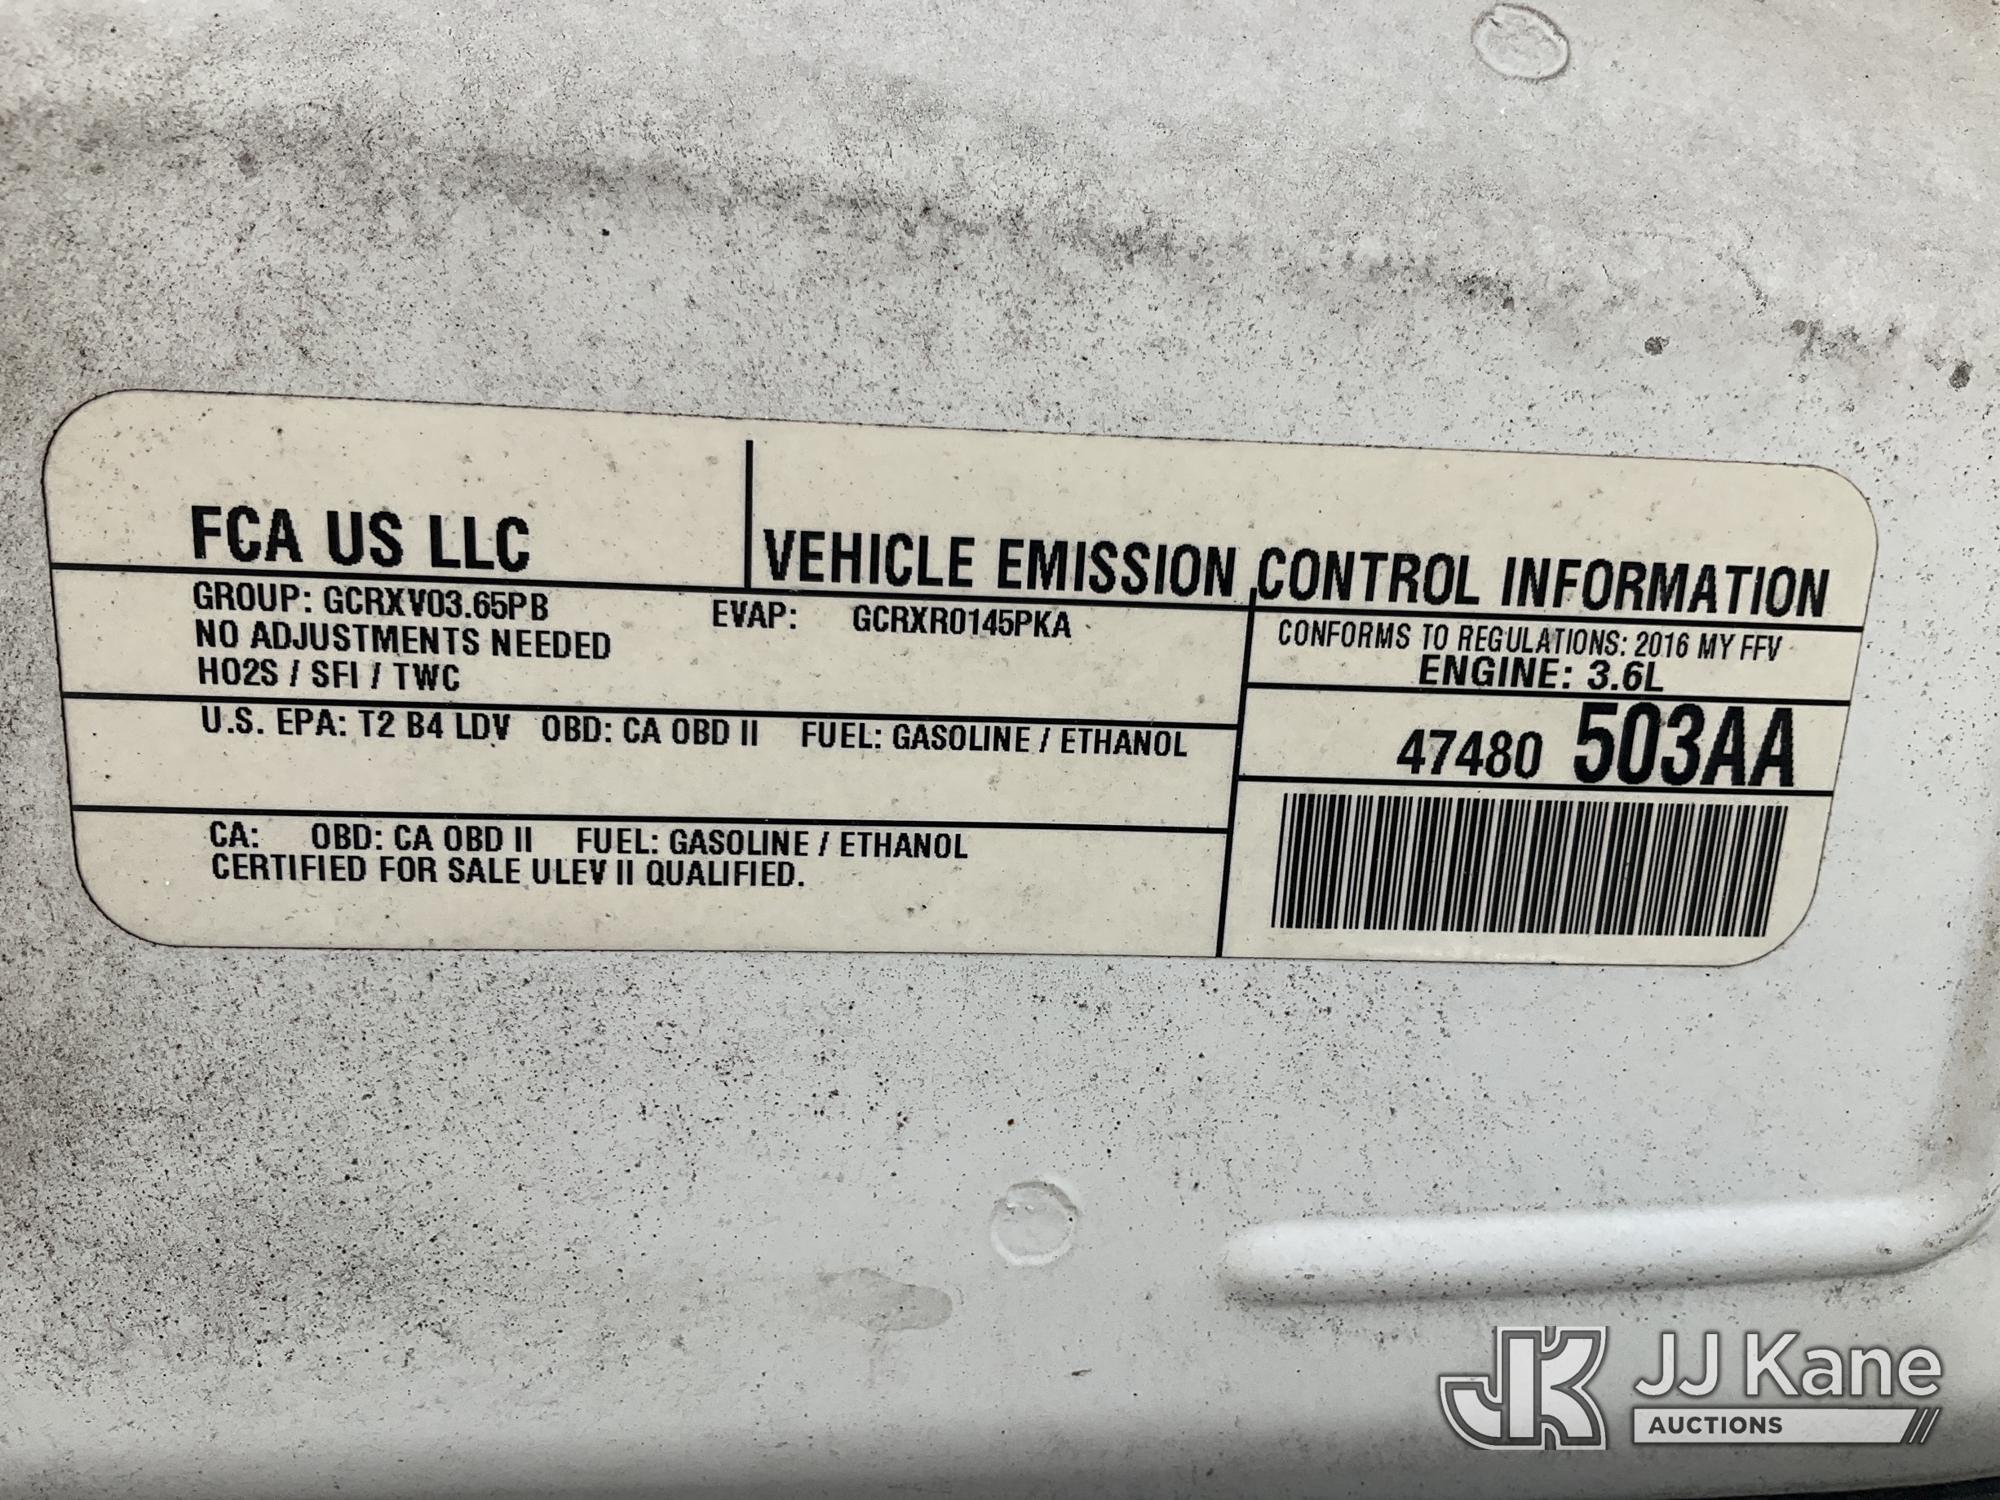 FCA US LLC
VEHICLE EMISSION CONTROL INFORMATION
GROUP: GCRXV03.65PB
EVAP: GCRXR0145PKA
NO ADJUSTMENTS NEEDED
HO2S / SFI / TWC
CONFORMS TO REGULATIONS: 2016 MY FFV
ENGINE: 3.6L
U.S. EPA: T2 B4 LDV OBD: CA OBD II FUEL: GASOLINE / ETHANOL
47480 503AA
CA: OBD: CA OBD II FUEL: GASOLINE / ETHANOL
CERTIFIED FOR SALE ULEV II QUALIFIED.
JK JJ Kane
AUCTIONS